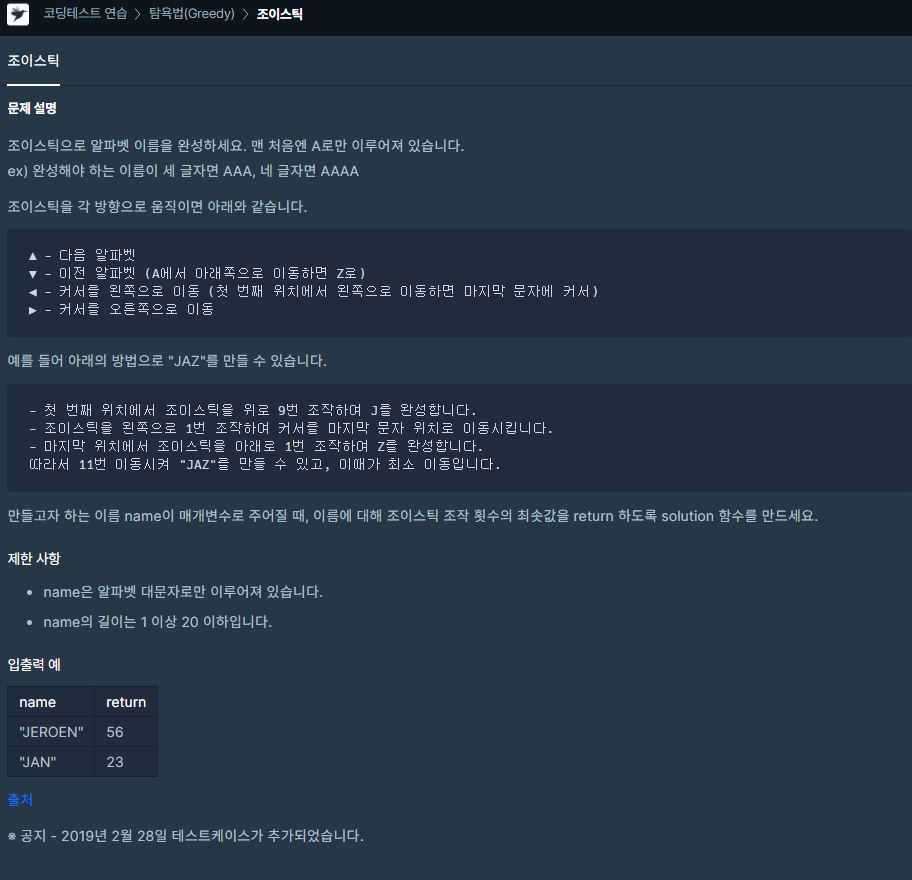 코딩테스트 연습 > 탐욕법(Greedy) > 조이스틱
조이스틱
문제 설명
조이스틱으로 알파벳 이름을 완성하세요. 맨 처음엔 A로만 이루어져 있습니다.
ex) 완성해야 하는 이름이 세 글자면 AAA, 네 글자면 AAAA
조이스틱을 각 방향으로 움직이면 아래와 같습니다.
▲ - 다음 알파벳
▼ - 이전 알파벳 (A에서 아래쪽으로 이동하면 Z로)
◀ - 커서를 왼쪽으로 이동 (첫 번째 위치에서 왼쪽으로 이동하면 마지막 문자에 커서)
▶ - 커서를 오른쪽으로 이동
예를 들어 아래의 방법으로 "JAZ"를 만들 수 있습니다.
- 첫 번째 위치에서 조이스틱을 위로 9번 조작하여 J를 완성합니다.
- 조이스틱을 왼쪽으로 1번 조작하여 커서를 마지막 문자 위치로 이동시킵니다.
- 마지막 위치에서 조이스틱을 아래로 1번 조작하여 Z를 완성합니다.
따라서 11번 이동시켜 "JAZ"를 만들 수 있고, 이때가 최소 이동입니다.
만들고자 하는 이름 name이 매개변수로 주어질 때, 이름에 대해 조이스틱 조작 횟수의 최솟값을 return 하도록 solution 함수를 만드세요.
제한 사항
• name은 알파벳 대문자로만 이루어져 있습니다.
• name의 길이는 1 이상 20 이하입니다.
입출력 예
name return
"JEROEN" 56
"JAN" 23
출처
※ 공지 - 2019년 2월 28일 테스트케이스가 추가되었습니다.